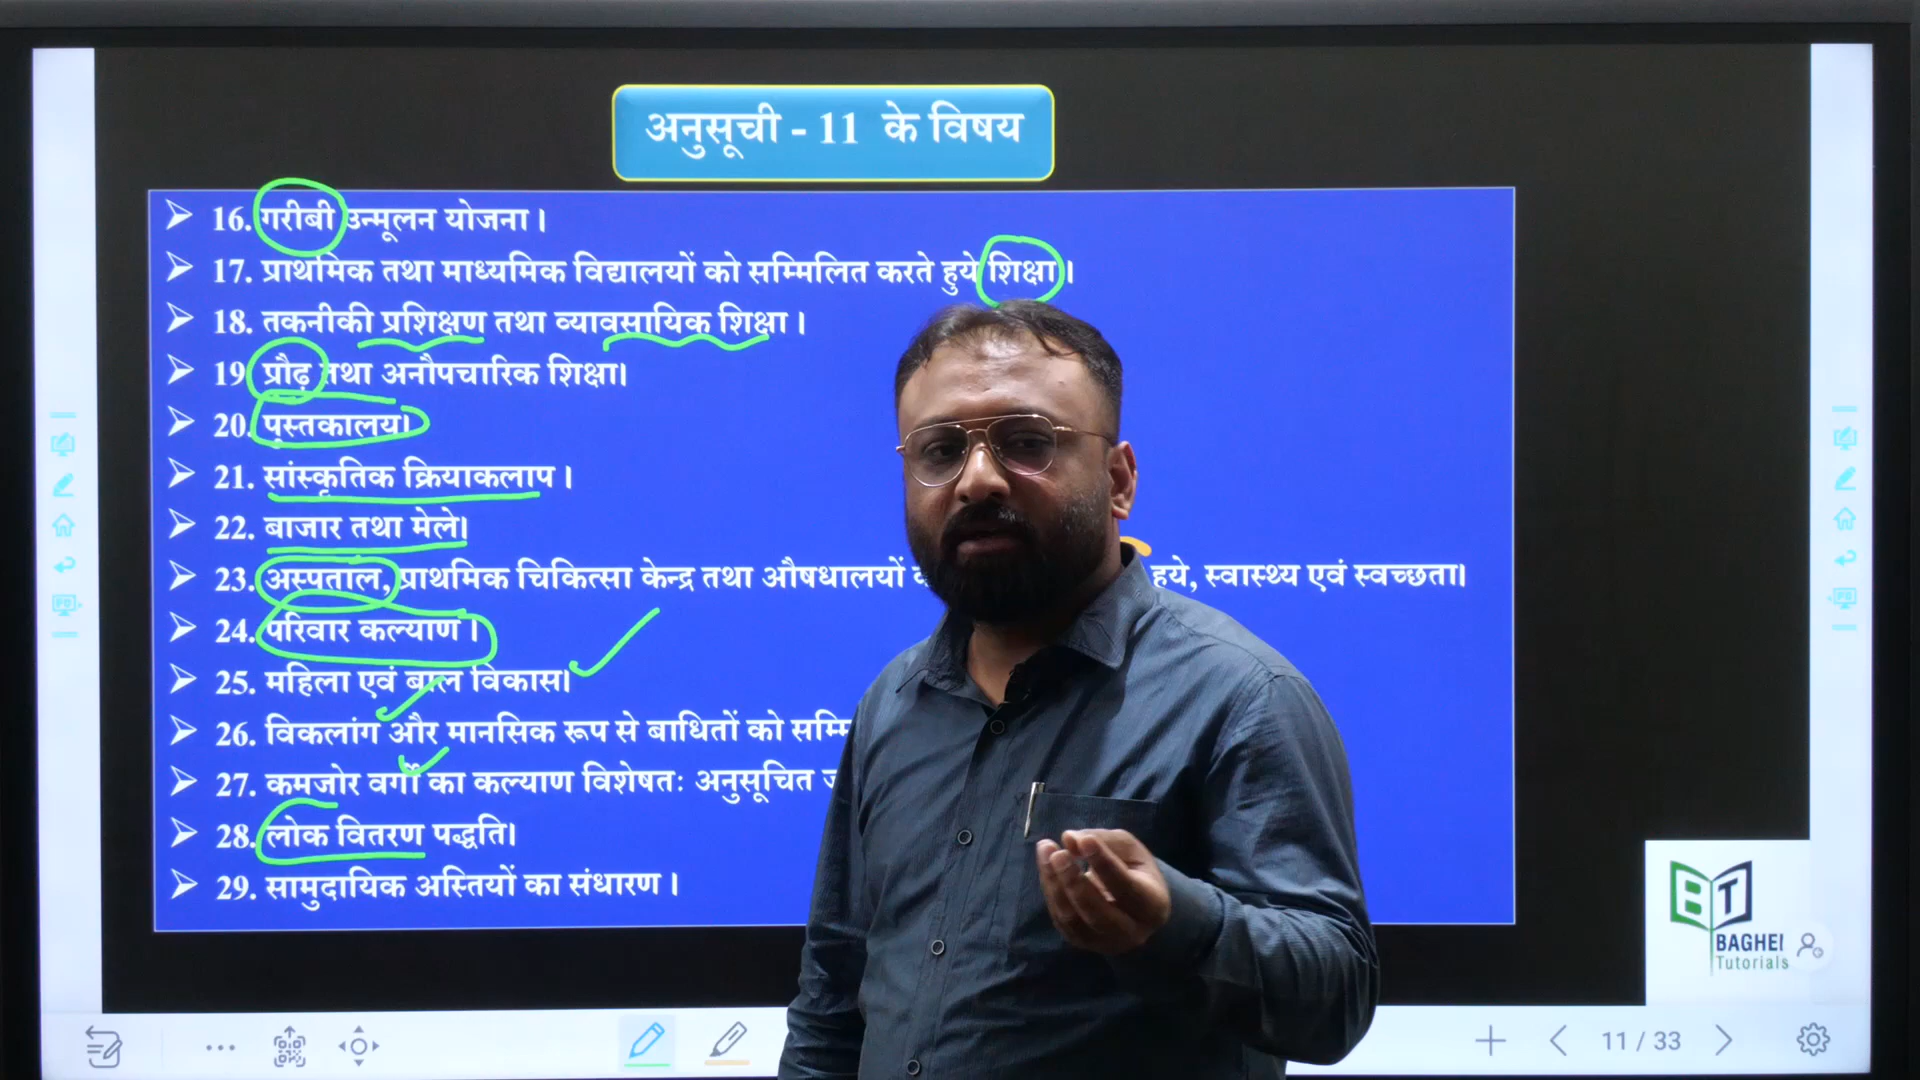 अनुसूची - 11 के विषय
➢ 16. गरीबी उन्मूलन योजना ।
➢ 17. प्राथमिक तथा माध्यमिक विद्यालयों को सम्मिलित करते हुये शिक्षा ।
➢ 18. तकनीकी प्रशिक्षण तथा व्यावसायिक शिक्षा ।
➢ 19 प्रौढ़ तथा अनौपचारिक शिक्षा।
➢ 20. पुस्तकालय।
➢ 21. सांस्कृतिक क्रियाकलाप ।
➢ 22. बाजार तथा मेले।
➢ 23. अस्पताल, प्राथमिक चिकित्सा केन्द्र तथा औषधालयों हुये, स्वास्थ्य एवं स्वच्छता।
➢ 24. परिवार कल्याण ।
➢ 25. महिला एवं बाल विकास।
➢ 26. विकलांग और मानसिक रूप से बाधितों को
➢ 27. कमजोर वर्गों का कल्याण विशेषतः अनुसूचित
➢ 28. लोक वितरण पद्धति।
➢ 29. सामुदायिक अस्तियों का संधारण ।
BT
BAGHEL
Tutorials
11 / 33